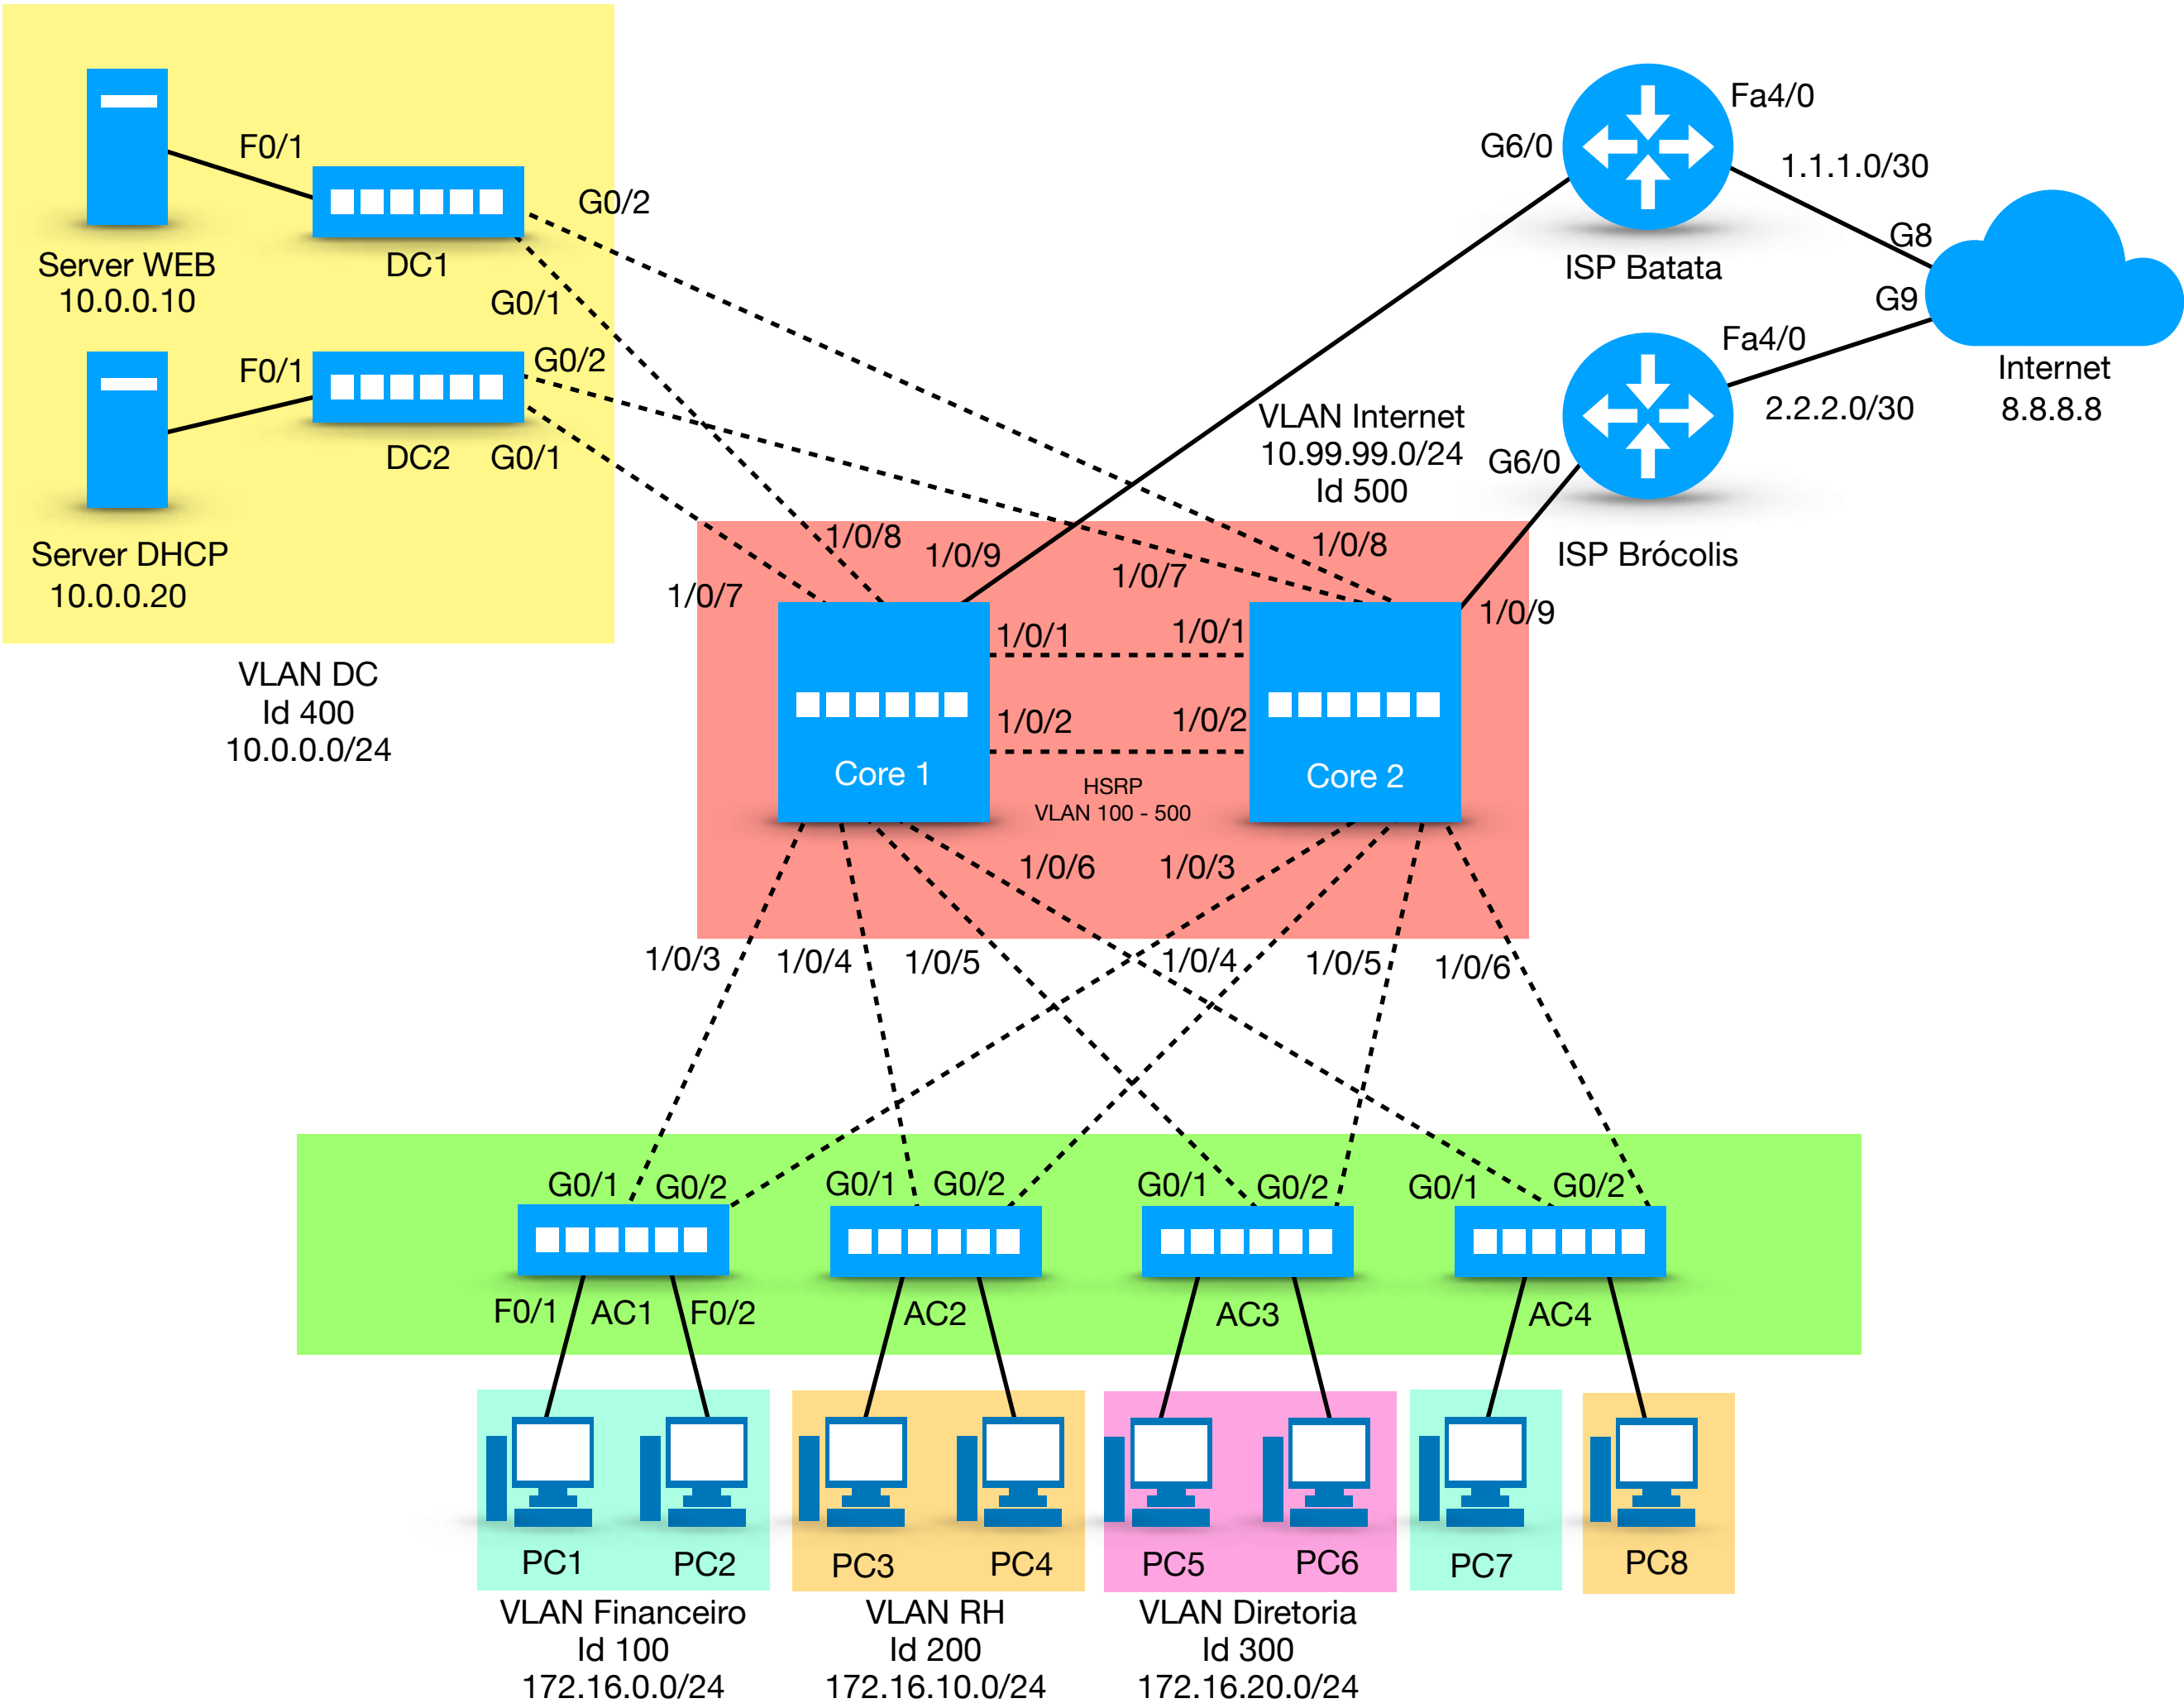 Fa4/0
G6/0
1.1.1.0/30
F0/1
G0/2
G8
Server WEB
10.0.0.10
DC1
G0/1
ISP Batata
G9
Fa4/0
F0/1
G0/2
Internet
8.8.8.8
2.2.2.0/30
VLAN Internet
10.99.99.0/24
Id 500
G6/0
DC2
G0/1
Server DHCP
10.0.0.20
1/0/8
1/0/9
1/0/8
ISP Brócolis
1/0/7
1/0/7
1/0/9
1/0/1
1/0/1
VLAN DC
Id 400
10.0.0.0/24
1/0/2
1/0/2
Core 1
Core 2
HSRP
VLAN 100 - 500
1/0/6
1/0/3
1/0/3
1/0/4
1/0/5
1/0/4
1/0/5
1/0/6
G0/1
G0/2
G0/1
G0/2
G0/1
G0/2
G0/1
G0/2
F0/1
AC1
F0/2
AC2
AC3
AC4
PC1
PC2
PC3
PC4
PC5
PC6
PC7
PC8
VLAN Financeiro
Id 100
172.16.0.0/24
VLAN RH
Id 200
172.16.10.0/24
VLAN Diretoria
Id 300
172.16.20.0/24